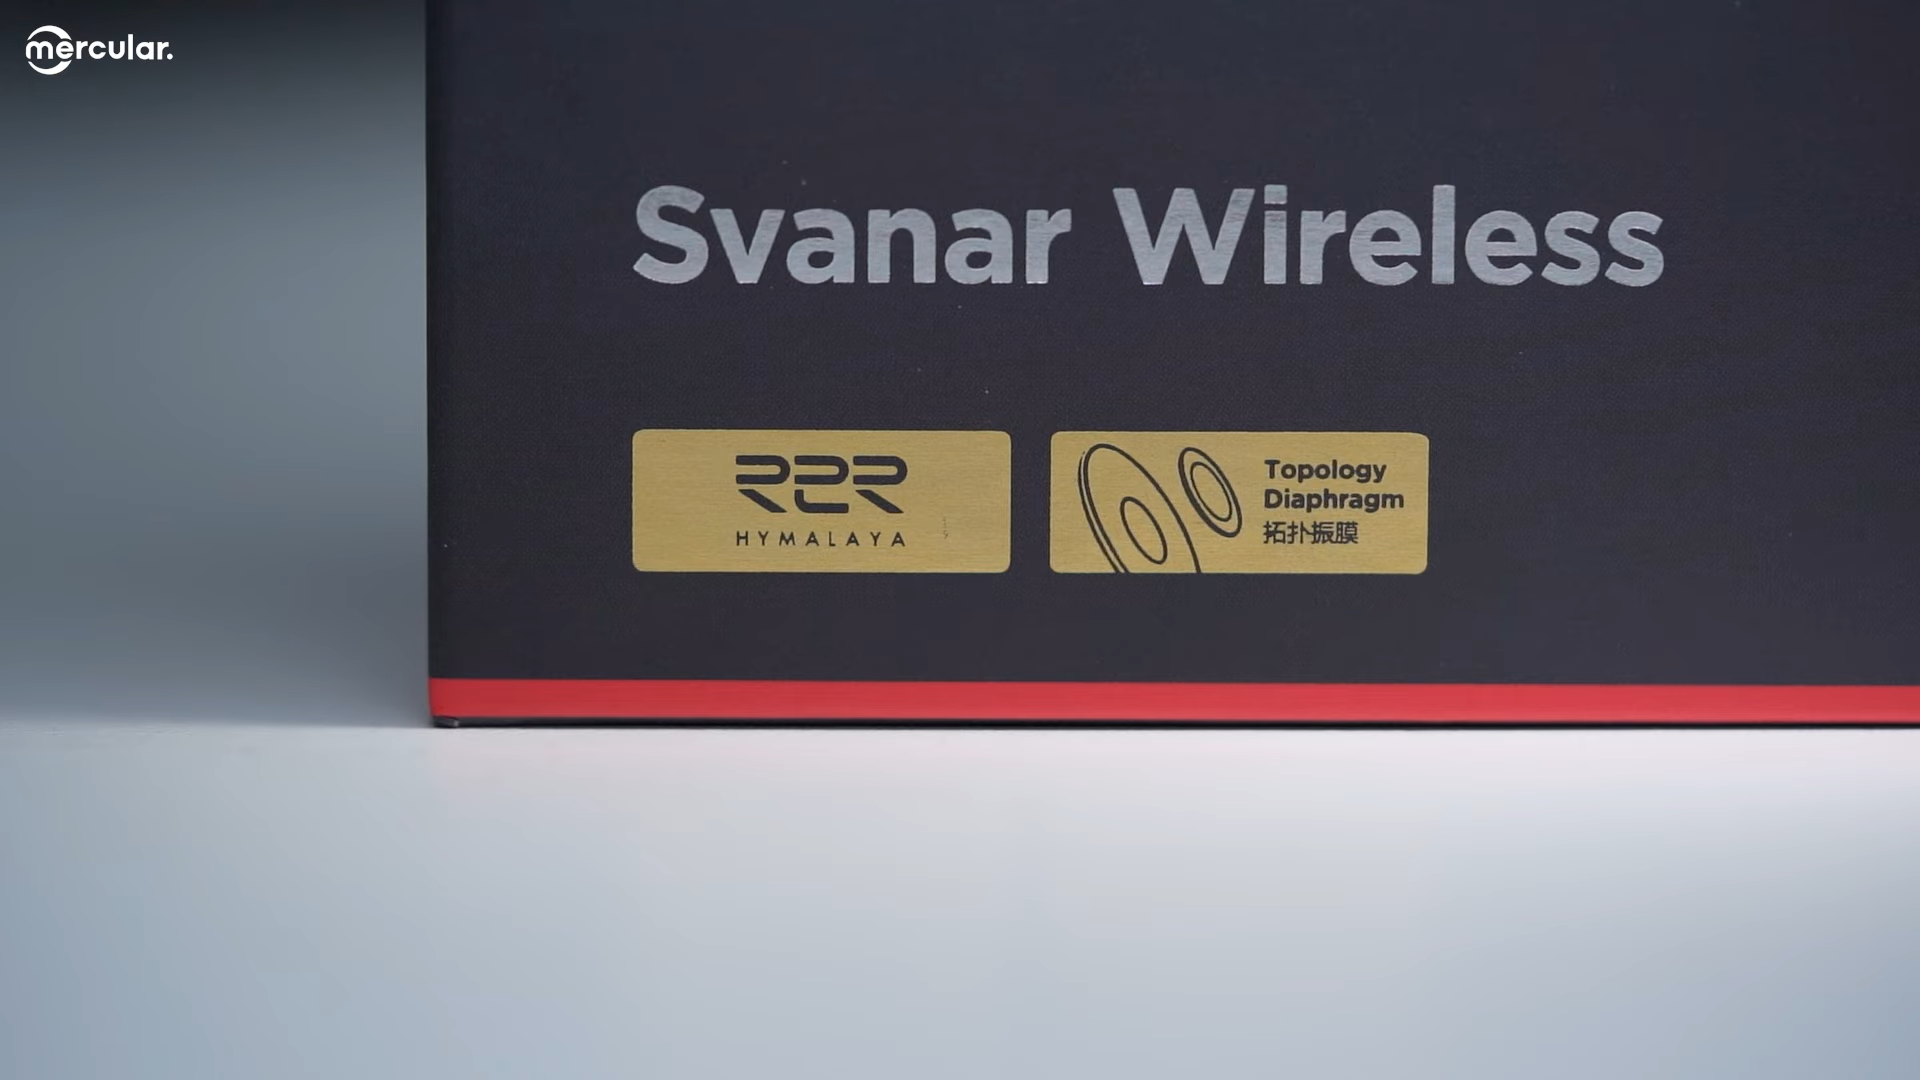 mercular.
Svanar Wireless
R2R
HYMALAYA
Topology
Diaphragm
拓扑振膜